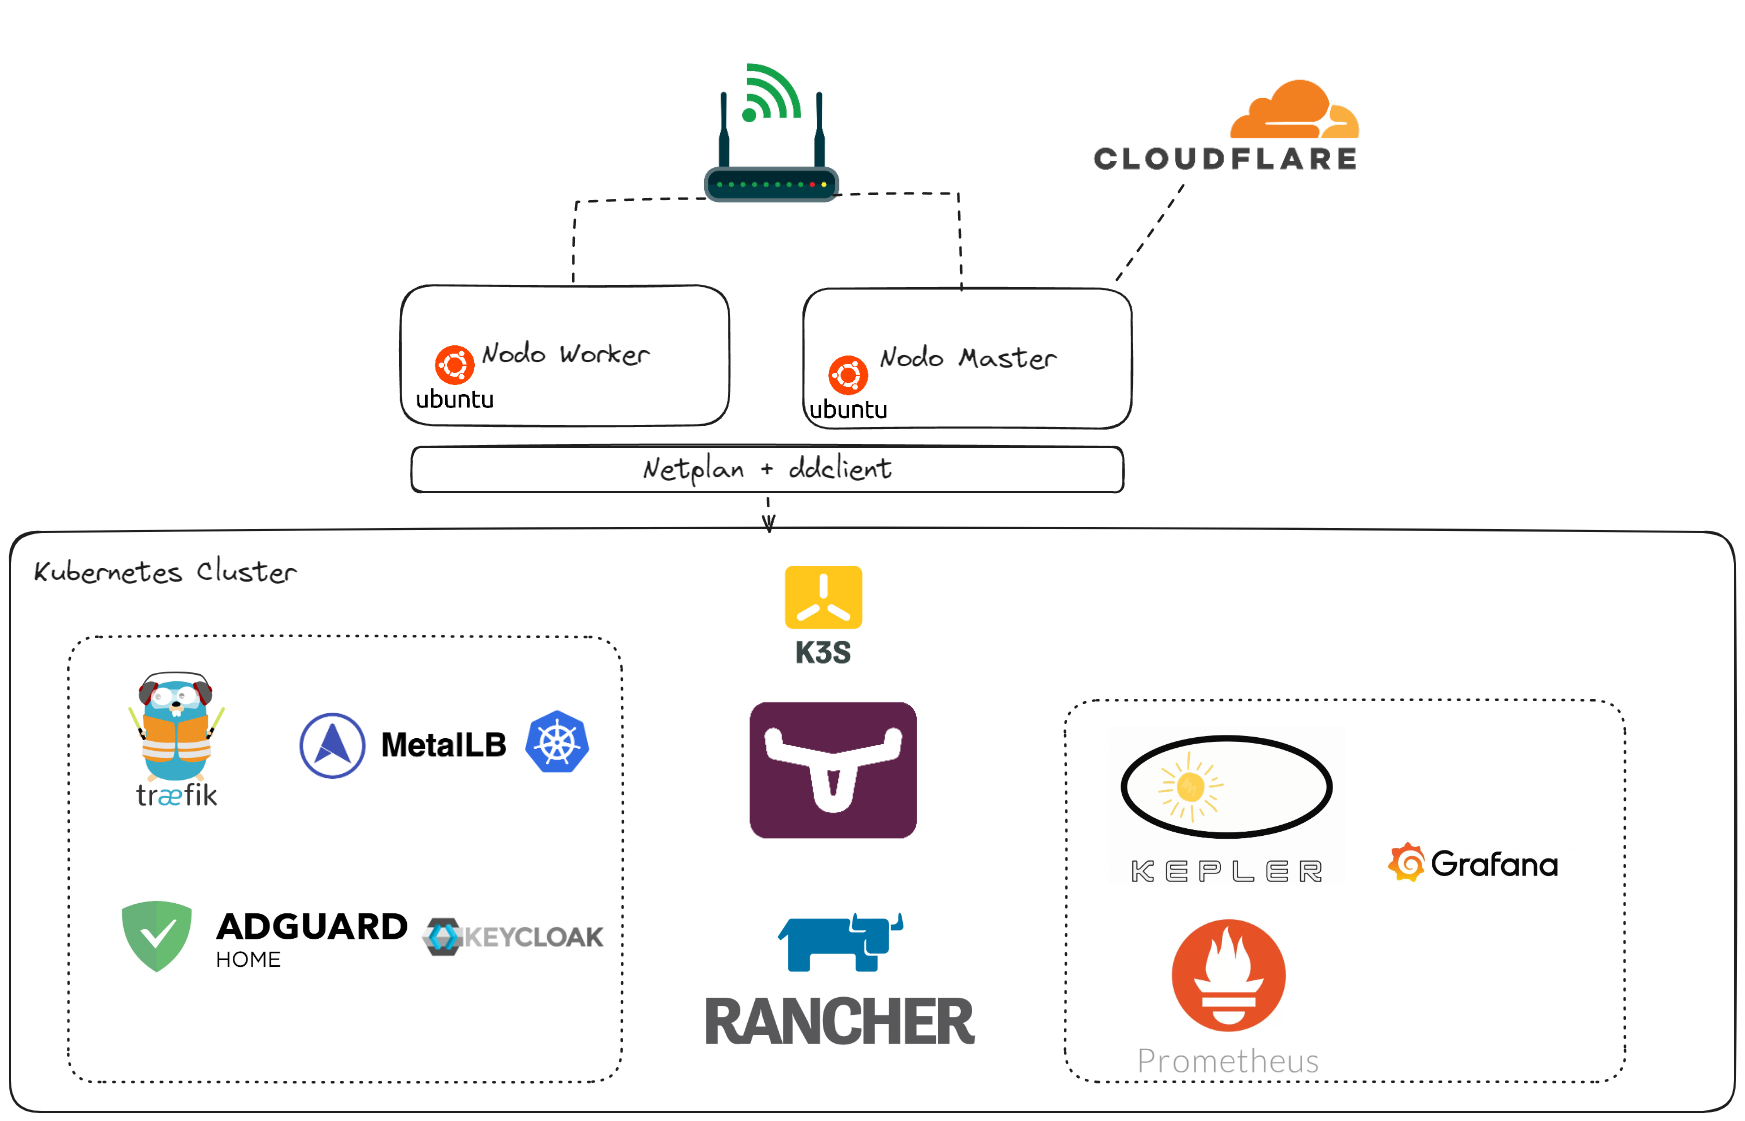 CLOUDFLARE
Nodo Worker
ubuntu
Nodo Master
ubuntu
Netplan + ddclient
Kubernetes Cluster
K3S
træfik
MetalLB
KEPLER
Grafana
ADGUARD
HOME
KEYCLOAK
RANCHER
Prometheus